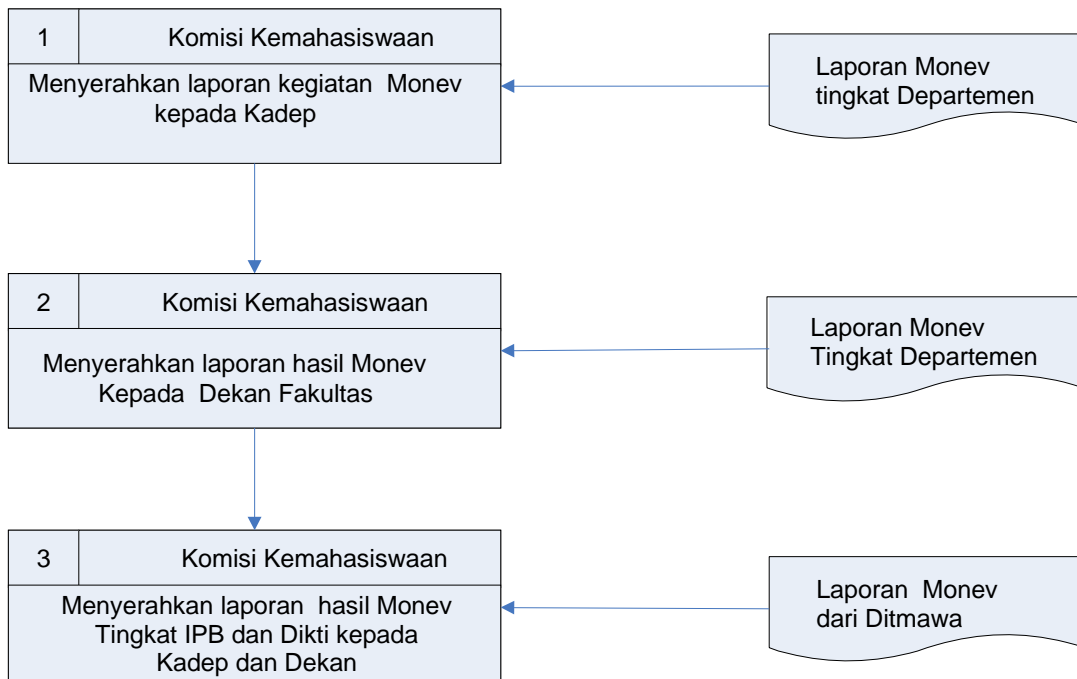 1
Komisi Kemahasiswaan
Menyerahkan laporan kegiatan Monev
kepada Kadep
Laporan Monev
tingkat Departemen
2
Komisi Kemahasiswaan
Menyerahkan laporan hasil Monev
Kepada Dekan Fakultas
Laporan Monev
Tingkat Departemen
3
Komisi Kemahasiswaan
Menyerahkan laporan hasil Monev
Tingkat IPB dan Dikti kepada
Kadep dan Dekan
Laporan Monev
dari Ditmawa